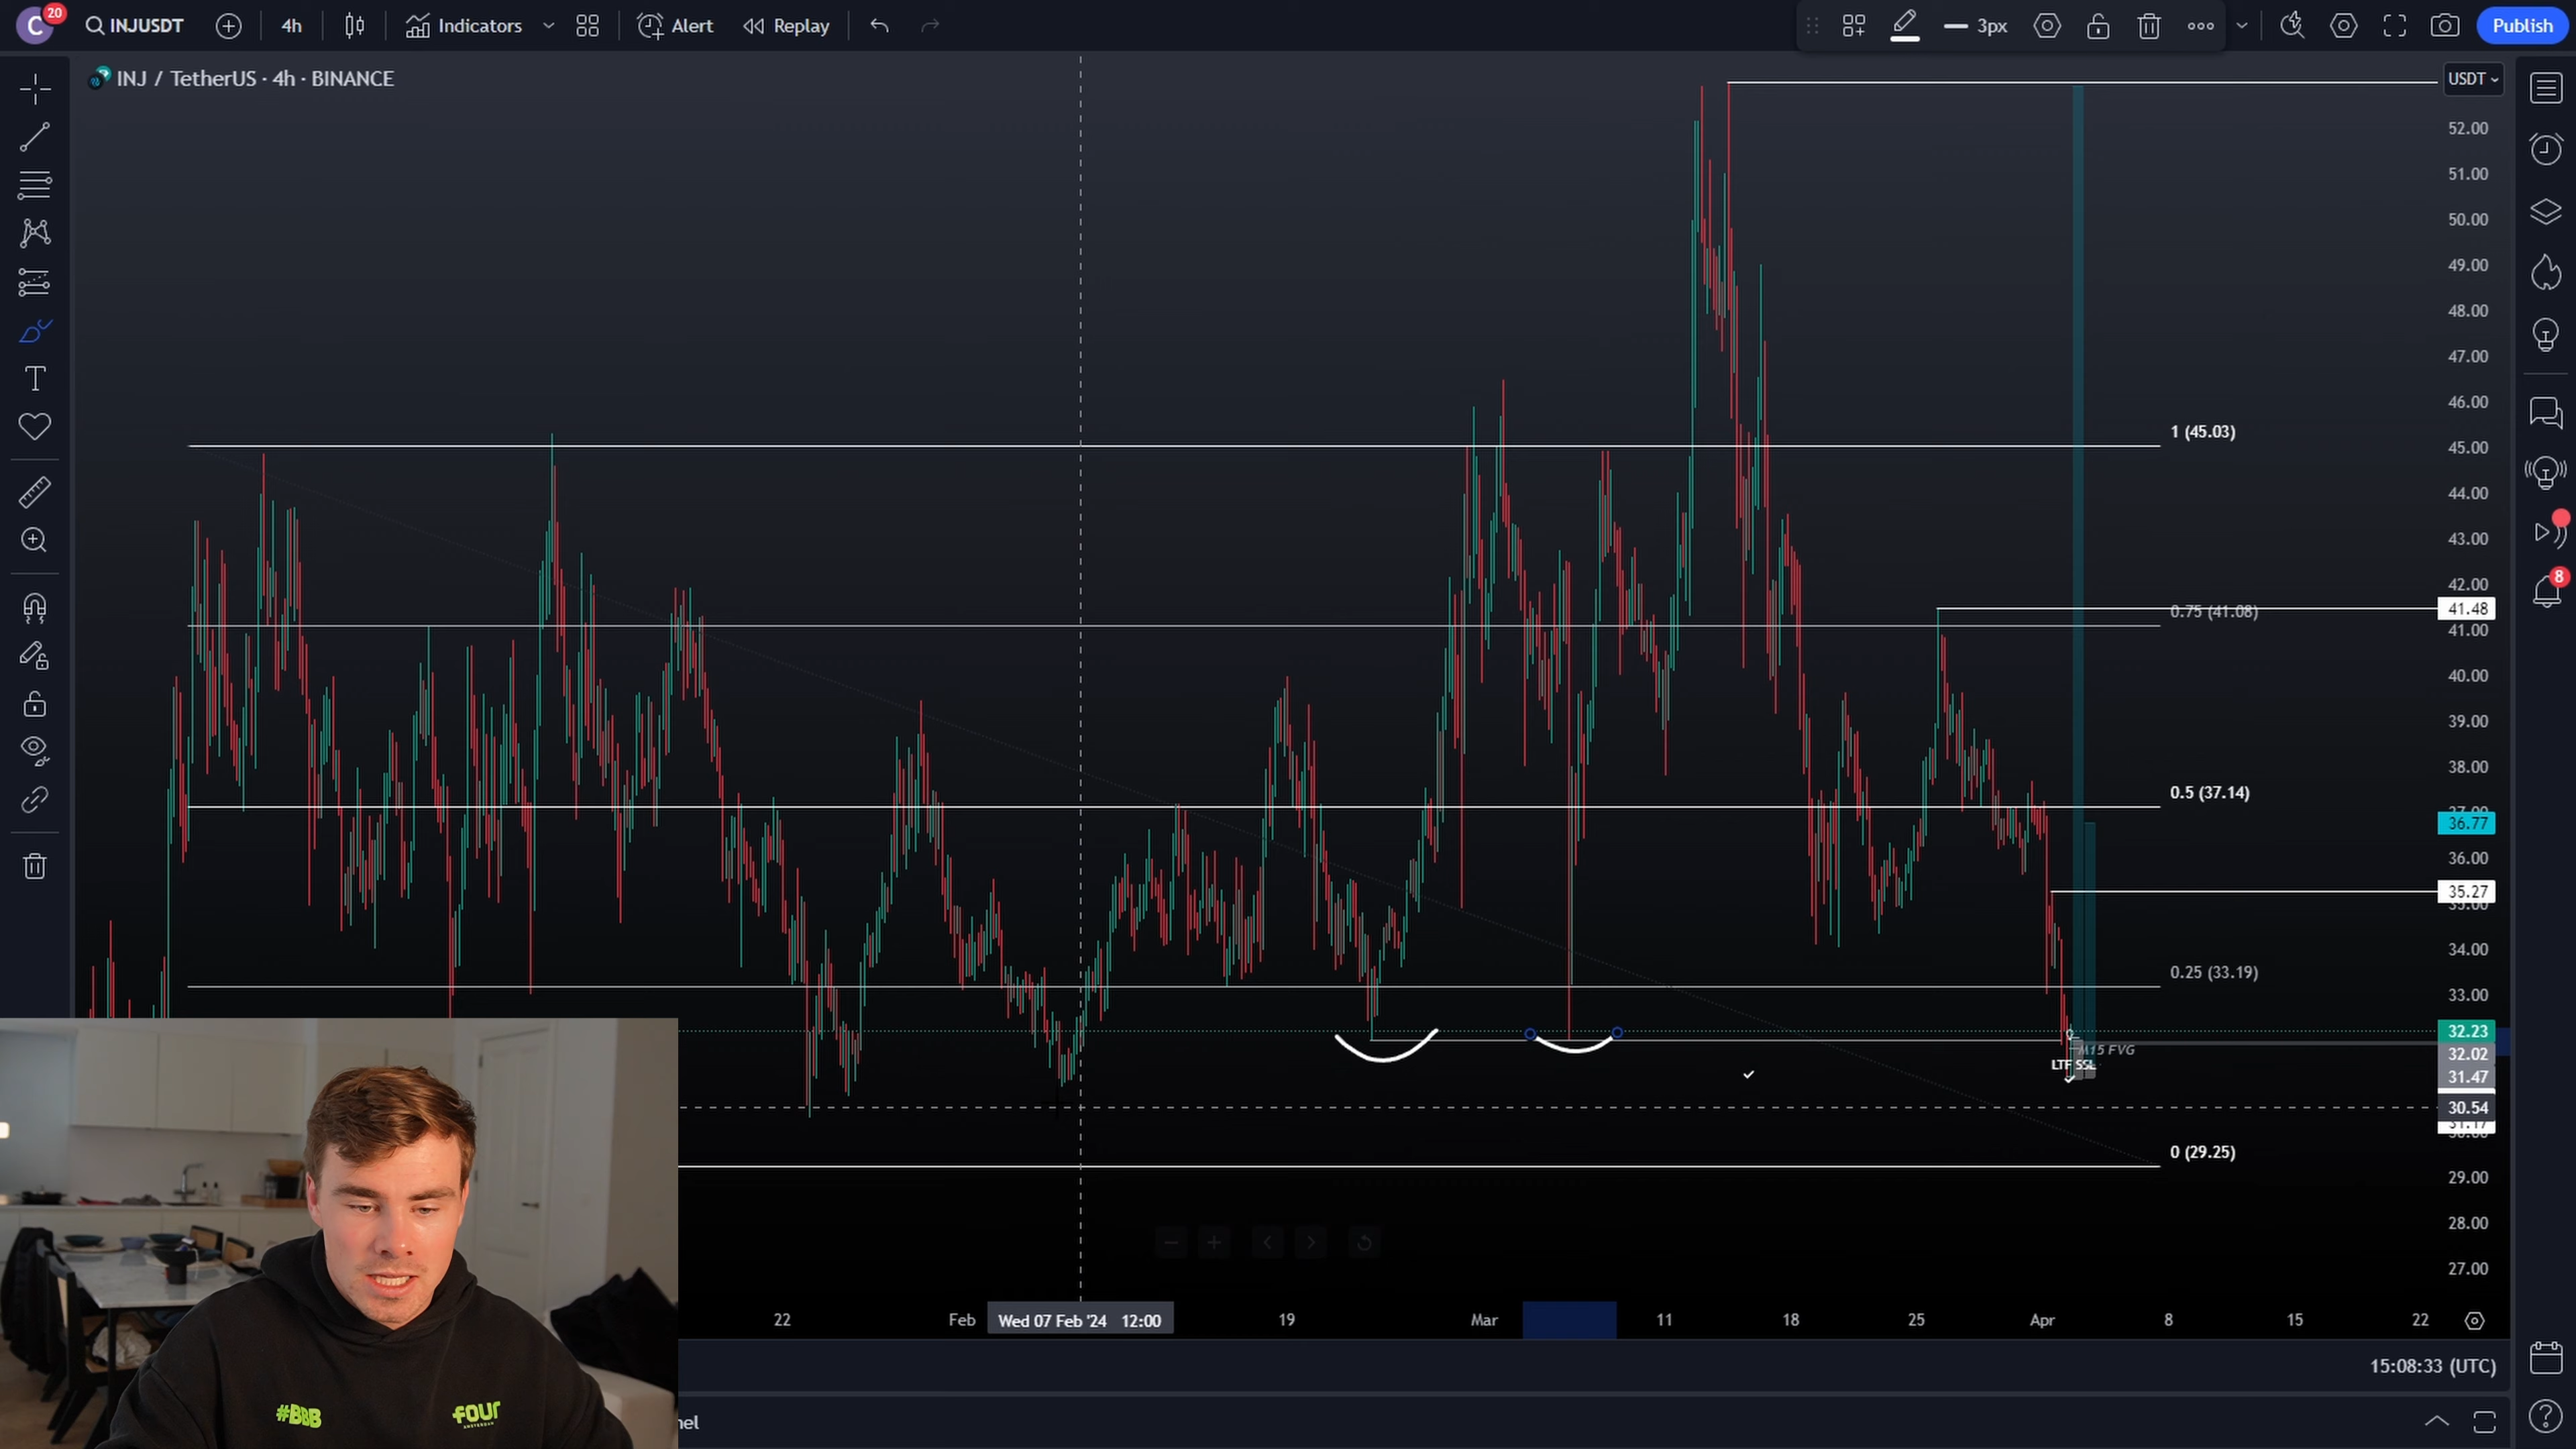 C
20
INJUSDT
4h
Indicators
Alert
Replay
3px
Publish
INJ / TetherUS · 4h · BINANCE
USDT
52.00
51.00
50.00
49.00
48.00
47.00
46.00
1 (45.03)
45.00
44.00
43.00
42.00
0.75 (41.08)
41.48
41.00
40.00
39.00
38.00
0.5 (37.14)
36.77
36.00
35.27
35.00
34.00
0.25 (33.19)
33.00
32.23
M15 FVG
32.02
LTF SSL
31.47
30.54
0 (29.25)
29.00
28.00
27.00
8
22
Feb
Wed 07 Feb '24 12:00
19
Mar
11
18
25
Apr
8
15
22
15:08:33 (UTC)
nel
#BBB
four